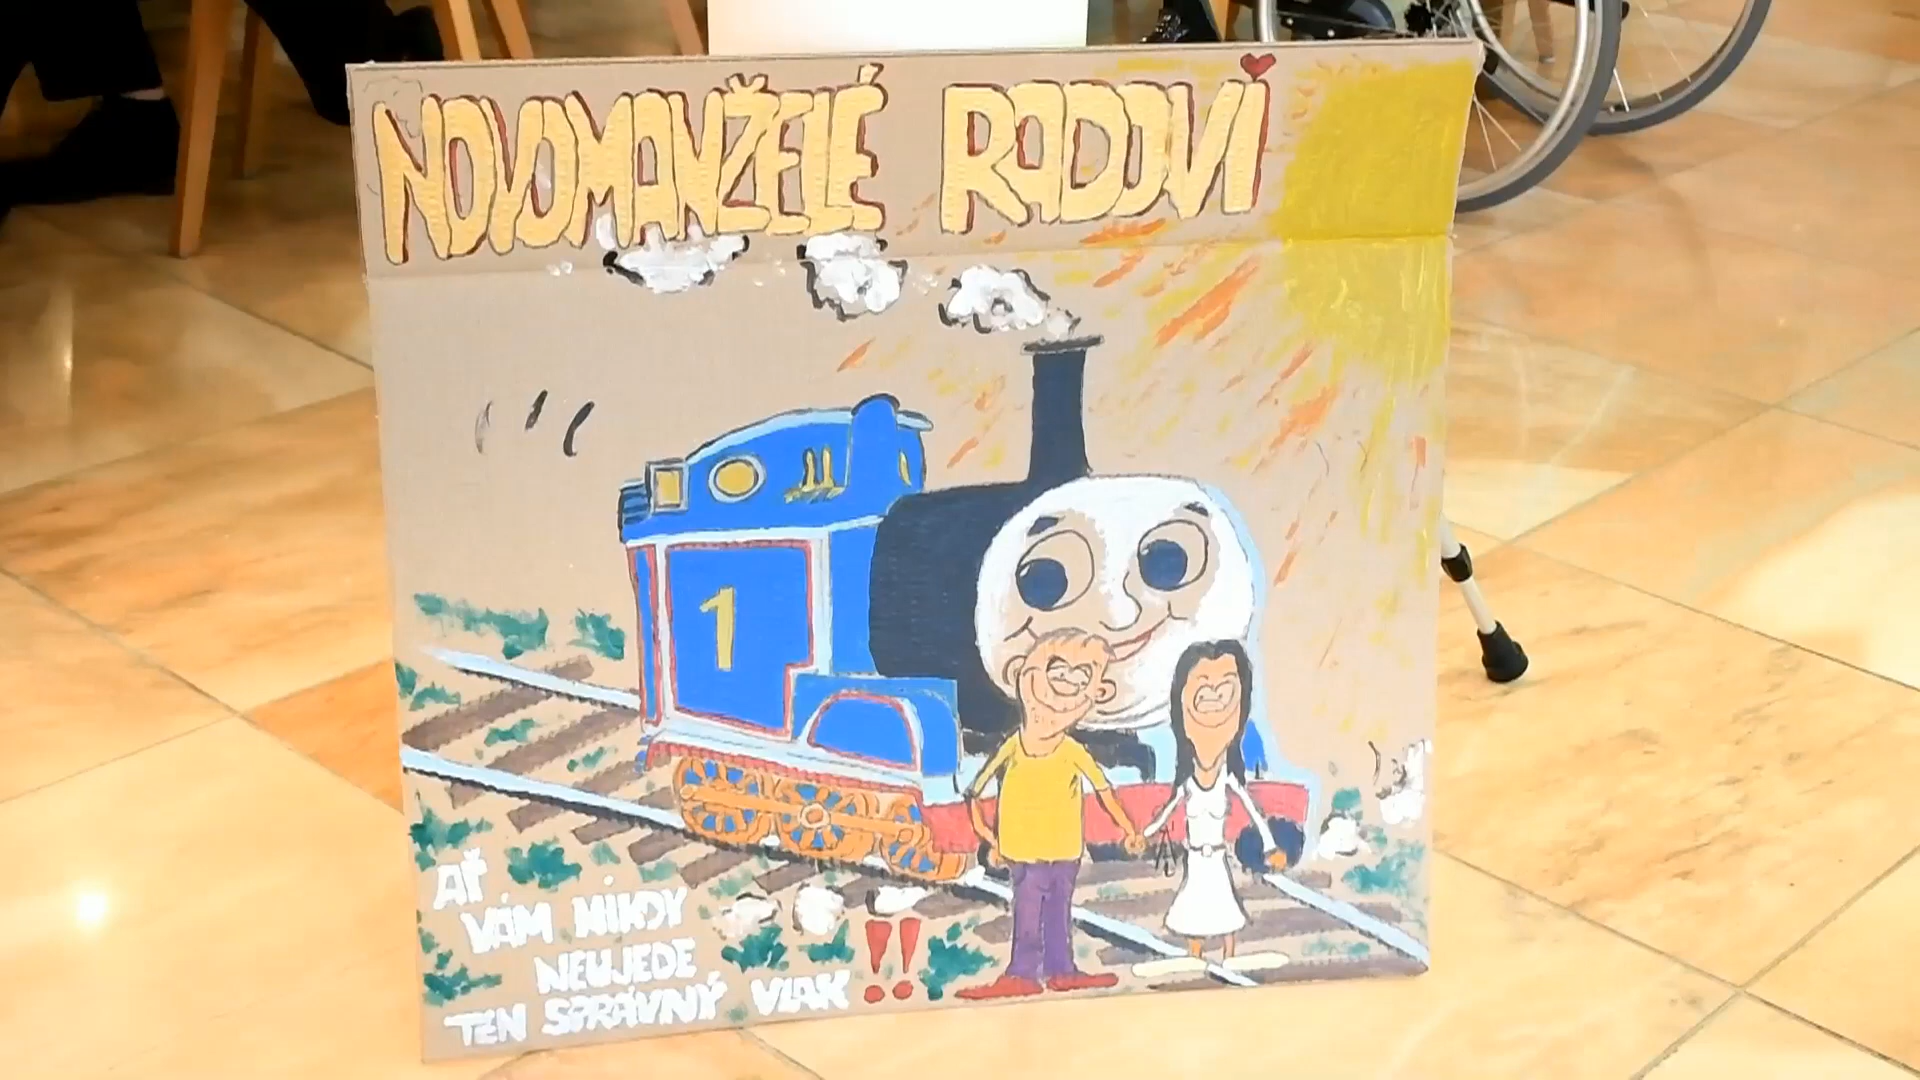 NOVOMANŽELÉ RADOVI
1
AŤ
VÁM NIKDY
NEUJEDE
TEN SPRÁVNÝ VLAK !!